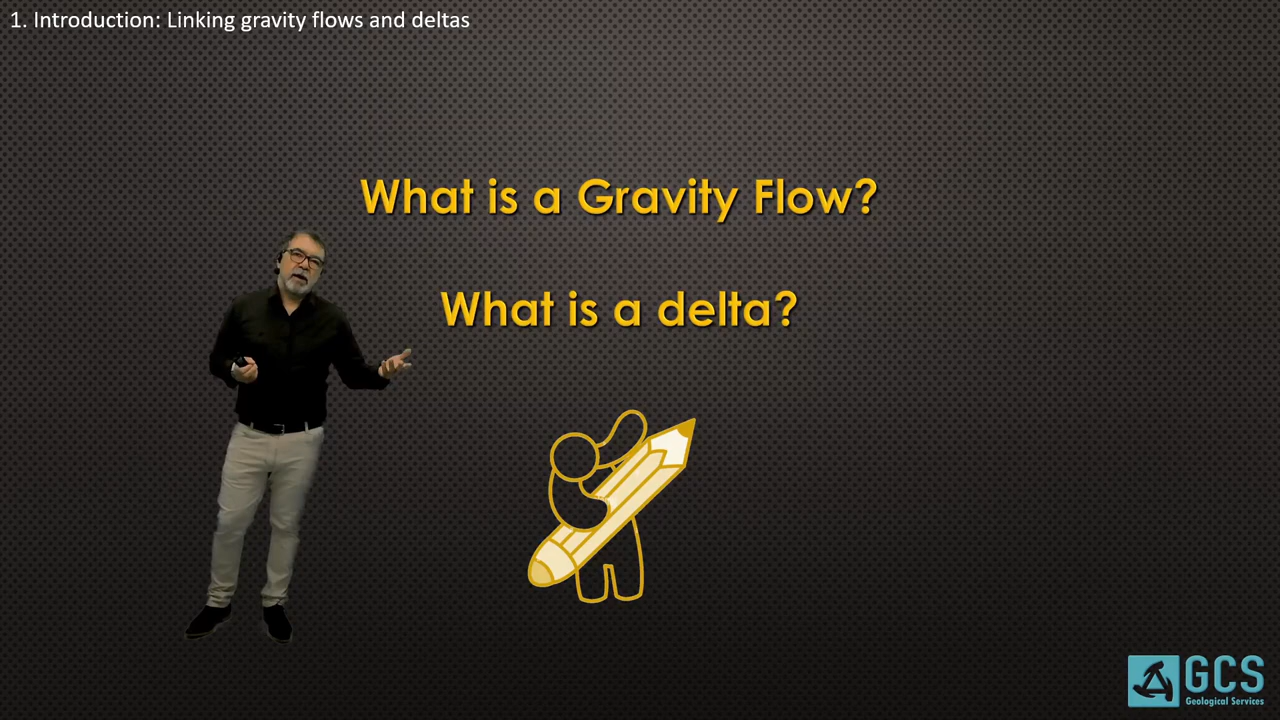 1. Introduction: Linking gravity flows and deltas
What is a Gravity Flow?
What is a delta?
GCS
Geological Services